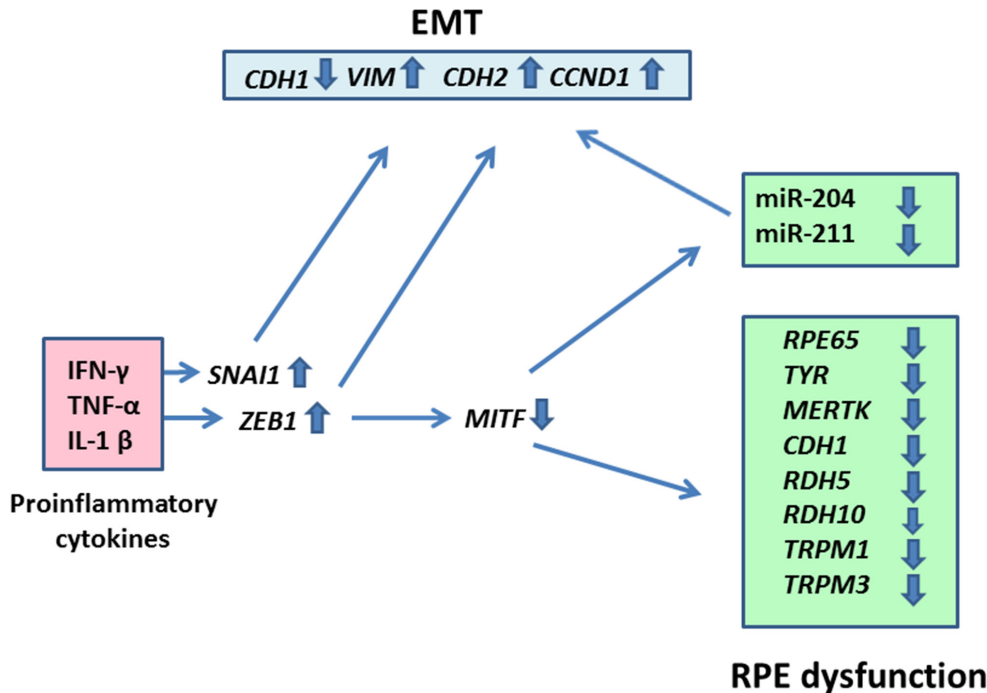 EMT
CDH1 VIM CDH2 CCND1
miR-204
miR-211
IFN-γ
TNF-α
IL-1 β
Proinflammatory
cytokines
SNAI1
ZEB1
MITF
RPE65
TYR
MERTK
CDH1
RDH5
RDH10
TRPM1
TRPM3
RPE dysfunction